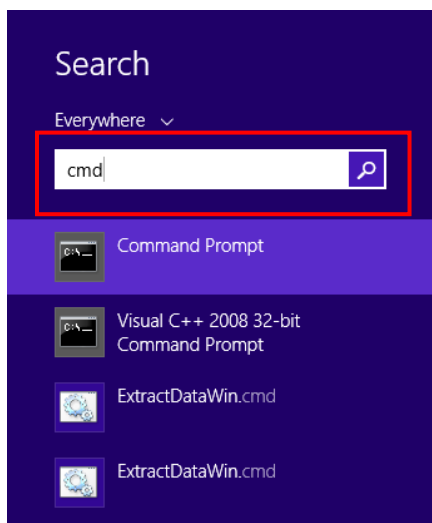 Search
Everywhere
cmd
Command Prompt
Visual C++ 2008 32-bit
Command Prompt
ExtractDataWin.cmd
ExtractDataWin.cmd